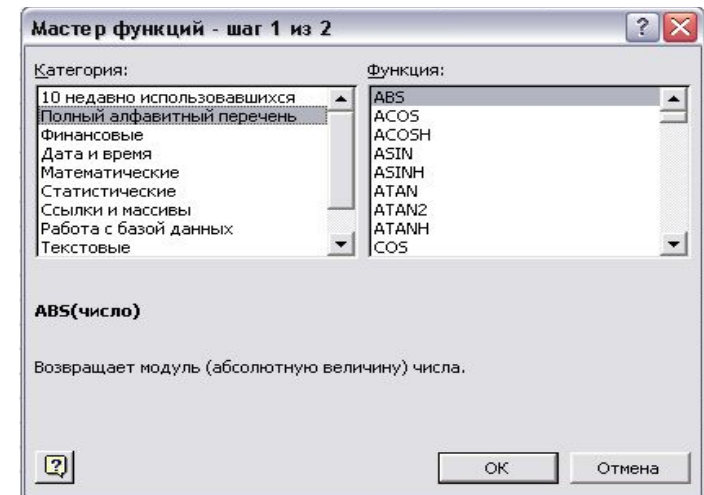 Мастер функций - шаг 1 из 2
Категория:
10 недавно использовавшихся
Полный алфавитный перечень
Финансовые
Дата и время
Математические
Статистические
Ссылки и массивы
Работа с базой данных
Текстовые
Функция:
ABS
ACOS
ACOSH
ASIN
ASINH
ATAN
ATAN2
ATANH
COS
ABS(число)
Возвращает модуль (абсолютную величину) числа.
ОК
Отмена